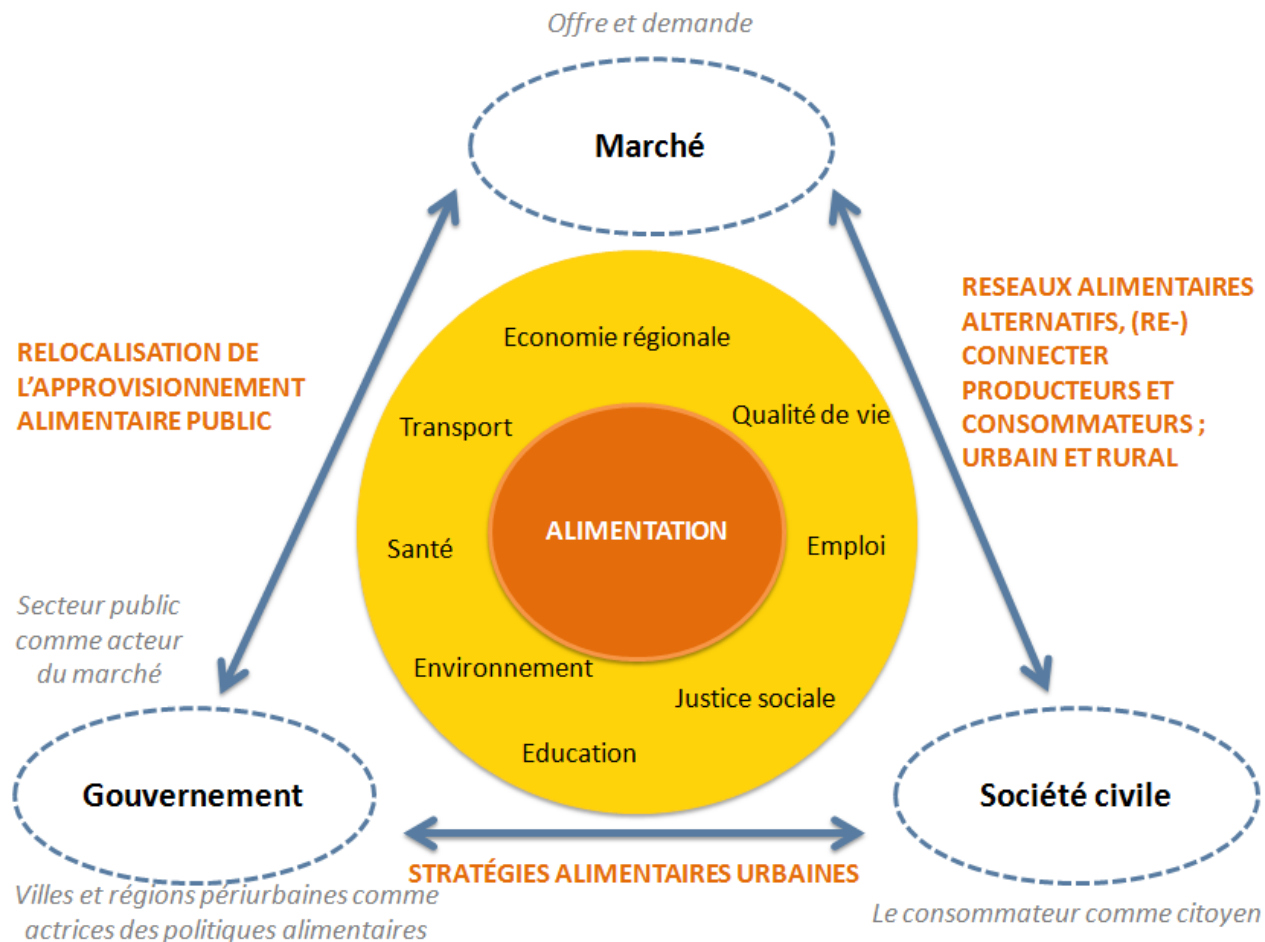 Offre et demande
Marché
RESEAUX ALIMENTAIRES
ALTERNATIFS, (RE-)
CONNECTER
PRODUCTEURS ET
CONSOMMATEURS ;
URBAIN ET RURAL
RELOCALISATION DE
L'APPROVISIONNEMENT
ALIMENTAIRE PUBLIC
Economie régionale
Transport
Qualité de vie
ALIMENTATION
Santé
Emploi
Environnement
Justice sociale
Education
Secteur public
comme acteur
du marché
Gouvernement
Société civile
STRATÉGIES ALIMENTAIRES URBAINES
Villes et régions périurbaines comme
actrices des politiques alimentaires
Le consommateur comme citoyen